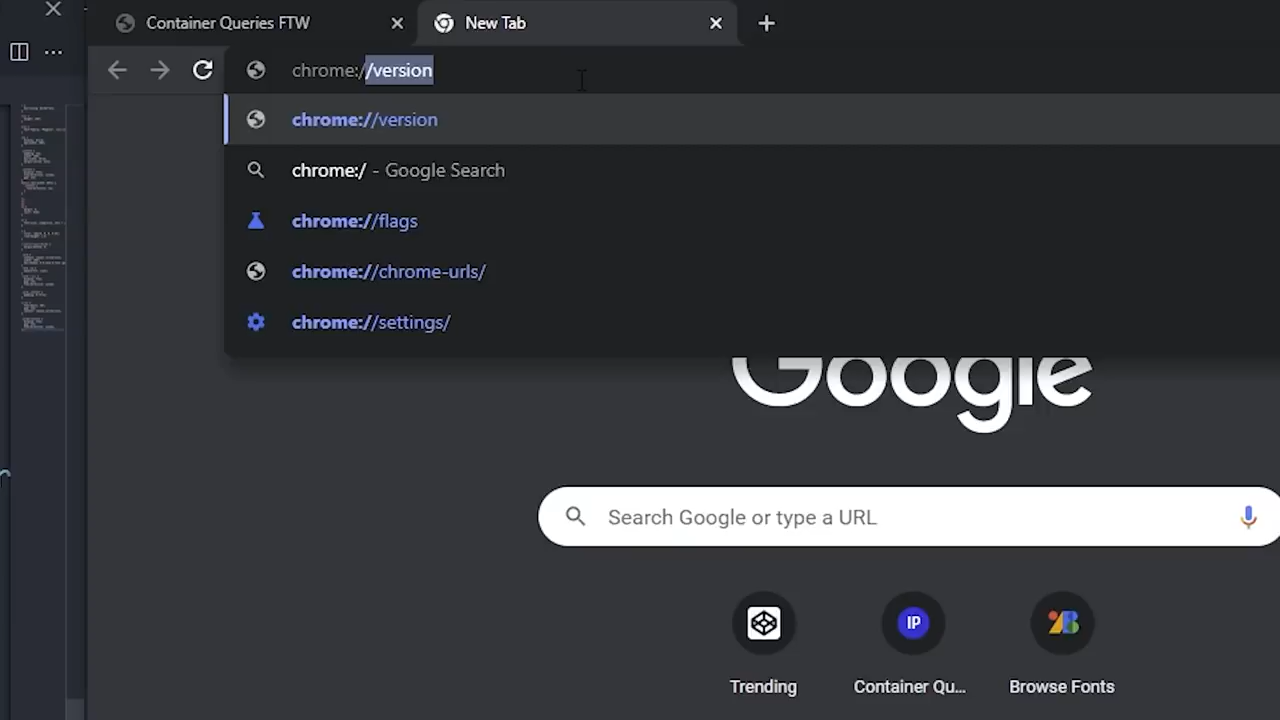 Container Queries FTW
New Tab
chrome://version
chrome://version
chrome:/ - Google Search
chrome://flags
chrome://chrome-urls/
chrome://settings/
Google
Search Google or type a URL
IP
Trending
Container Qu...
Browse Fonts